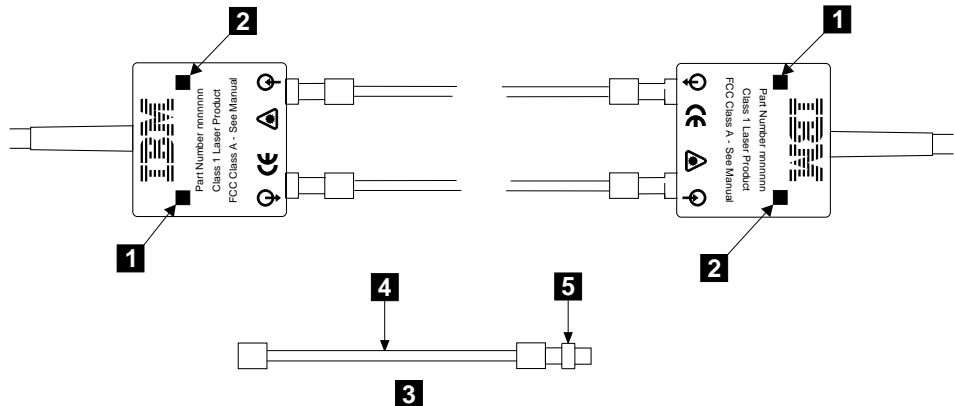 2
1
IBM
Part Number nnnnnnn
Class 1 Laser Product
FCC Class A - See Manual
CE
1
IBM
Part Number nnnnnnn
Class 1 Laser Product
FCC Class A - See Manual
CE
2
4
5
3